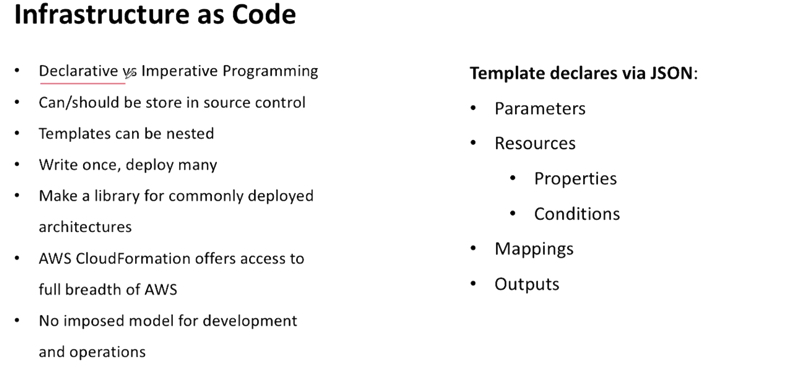 Infrastructure as Code
• Declarative vs Imperative Programming
• Can/should be store in source control
• Templates can be nested
• Write once, deploy many
• Make a library for commonly deployed
architectures
• AWS CloudFormation offers access to
full breadth of AWS
• No imposed model for development
and operations
Template declares via JSON:
• Parameters
• Resources
• Properties
• Conditions
• Mappings
• Outputs